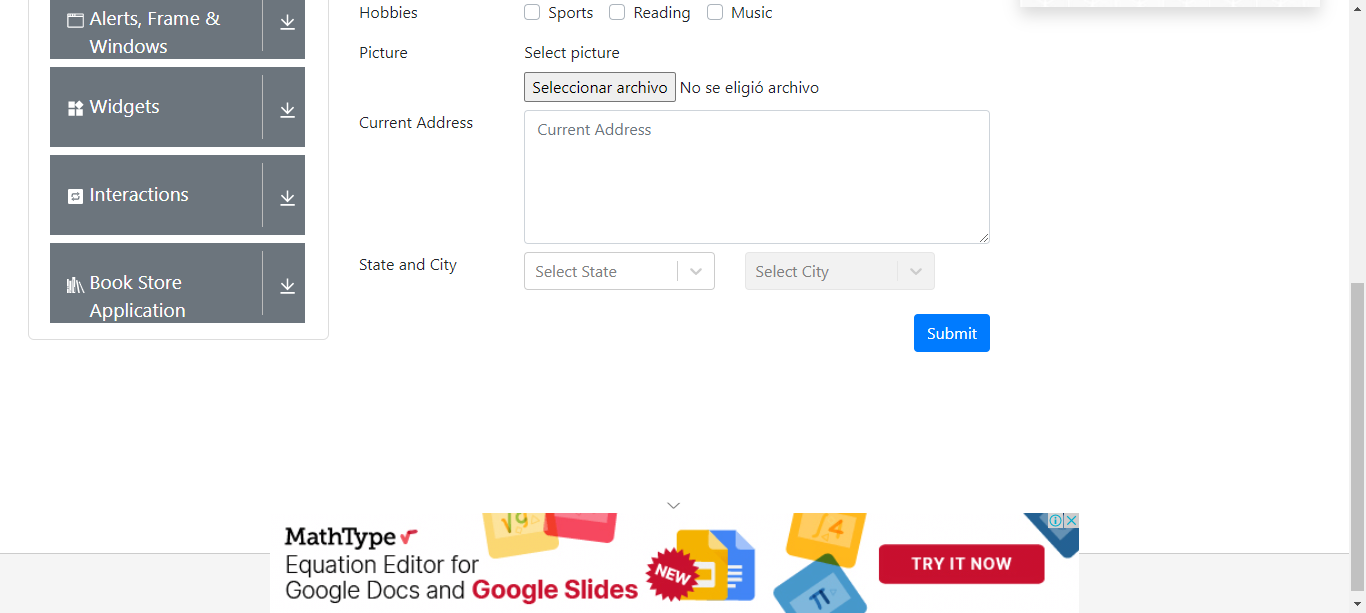 Alerts, Frame &
Windows
Widgets
Interactions
Book Store
Application
Hobbies
Sports Reading Music
Picture
Select picture
Seleccionar archivo No se eligió archivo
Current Address
Current Address
State and City
Select State
Select City
Submit
MathType
Equation Editor for
Google Docs and Google Slides
NEW
√9
√4
π
TRY IT NOW